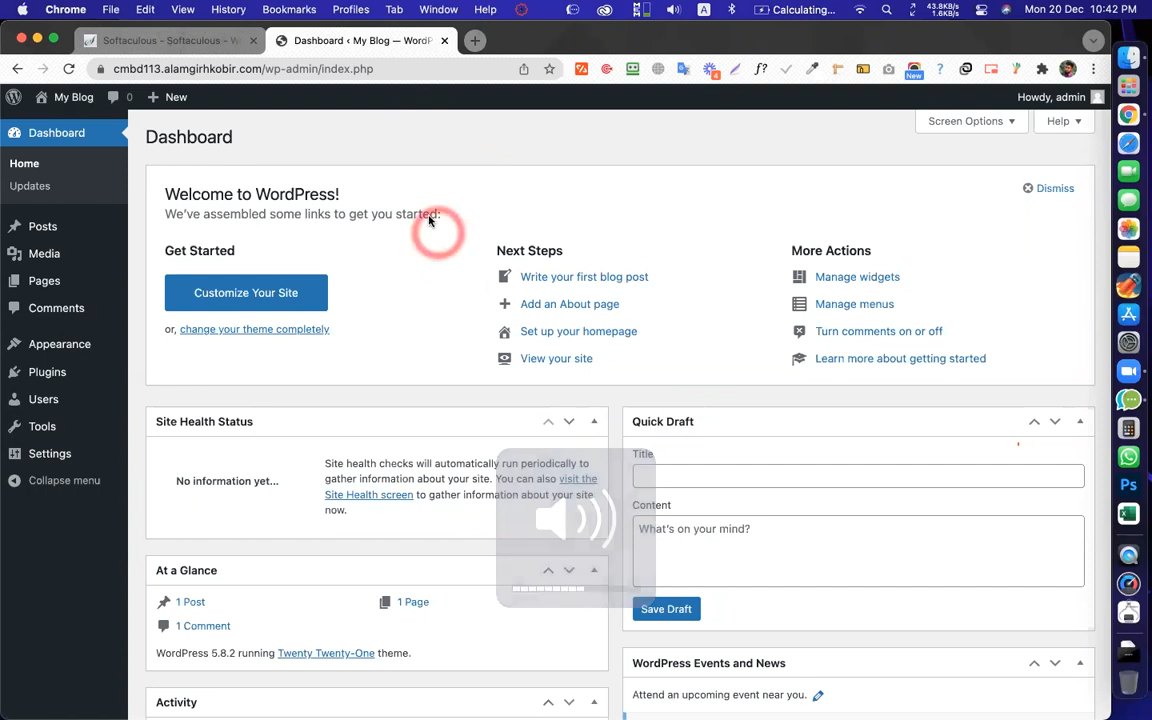 Chrome File Edit View History Bookmarks Profiles Tab Window Help
A Calculating... 43.8KB/s 1.6KB/s Mon 20 Dec 10:42 PM
Softaculous - Softaculous - W
Dashboard ‹ My Blog — WordP
cmbd113.alamgirhkobir.com/wp-admin/index.php
4
f?
New
My Blog 0 New
Howdy, admin
Dashboard
Home
Updates
Posts
Media
Pages
Comments
Appearance
Plugins
Users
Tools
Settings
Collapse menu
Dashboard
Screen Options
Help
Welcome to WordPress!
We've assembled some links to get you started:
Dismiss
Get Started
Customize Your Site
or, change your theme completely
Next Steps
Write your first blog post
Add an About page
Set up your homepage
View your site
More Actions
Manage widgets
Manage menus
Turn comments on or off
Learn more about getting started
Site Health Status
No information yet...
Site health checks will automatically run periodically to
gather information about your site. You can also visit the
Site Health screen to gather information about your site
now.
At a Glance
1 Post
1 Page
1 Comment
WordPress 5.8.2 running Twenty Twenty-One theme.
Activity
Quick Draft
Title
Content
What's on your mind?
Save Draft
WordPress Events and News
Attend an upcoming event near you.
Ps